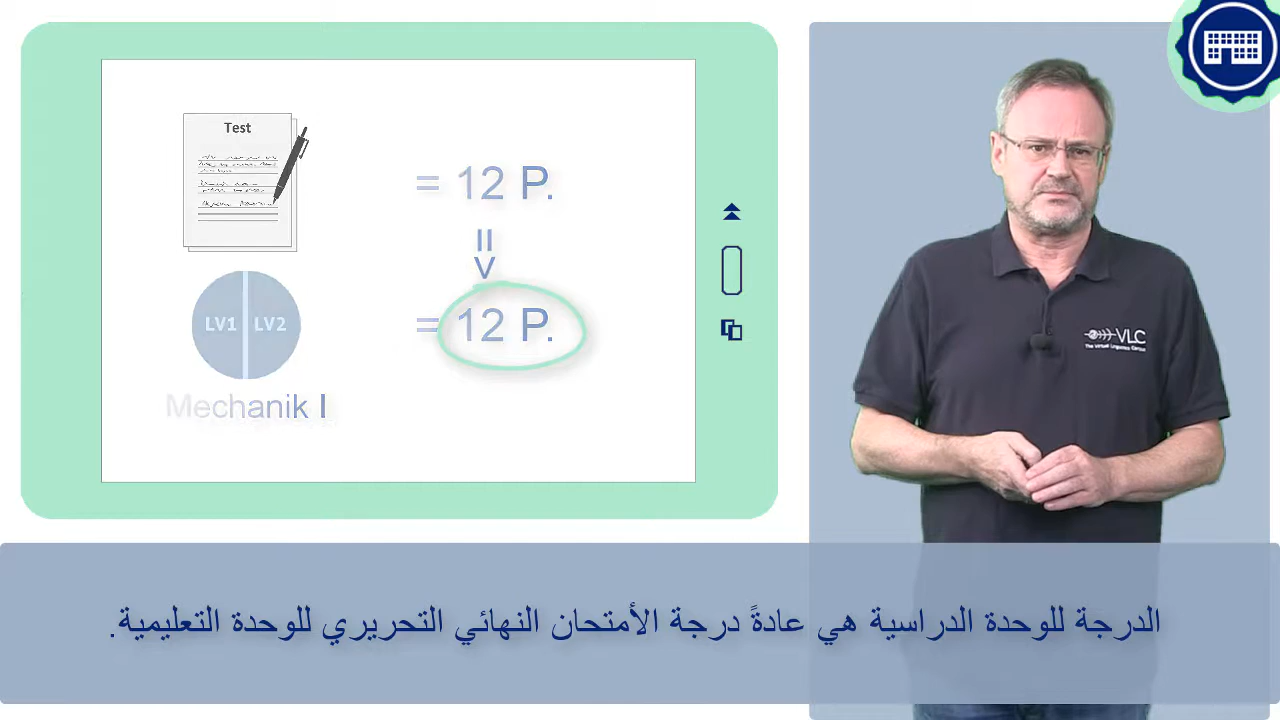 Test
= 12 P.
=>
LV1 LV2
= 12 P.
Mechanik I
VLC
The Virtual Logistics Campus
الدرجة للوحدة الدراسية هي عادةً درجة الأمتحان النهائي التحريري للوحدة التعليمية.